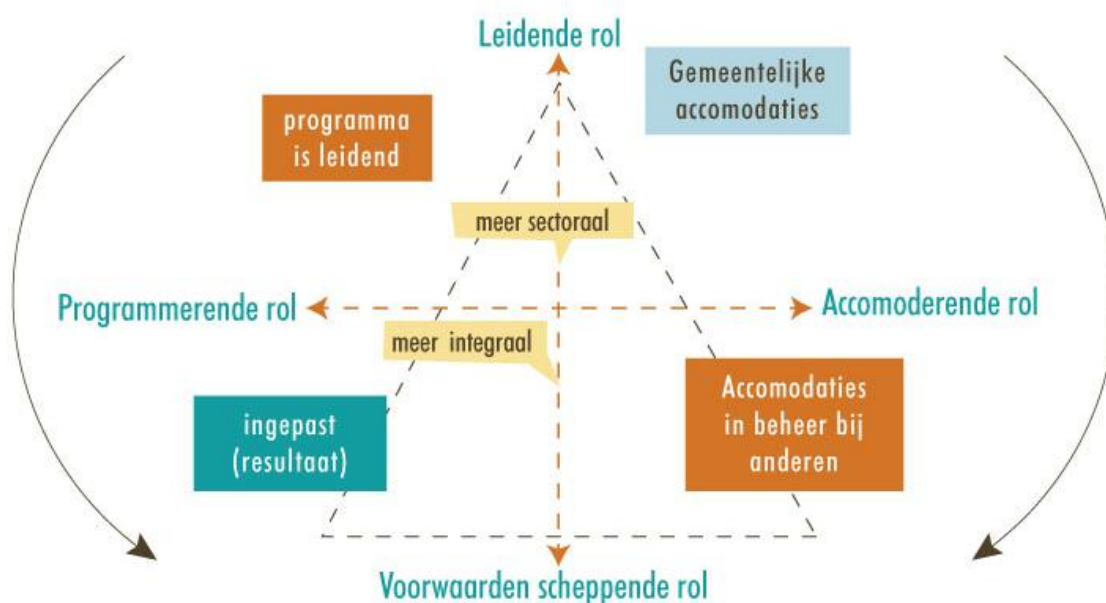 Leidende rol
Gemeentelijke
accomodaties
programma
is leidend
meer sectoraal
Programmerende rol
Accomoderende rol
meer integraal
ingepast
(resultaat)
Accomodaties
in beheer bij
anderen
Voorwaarden scheppende rol